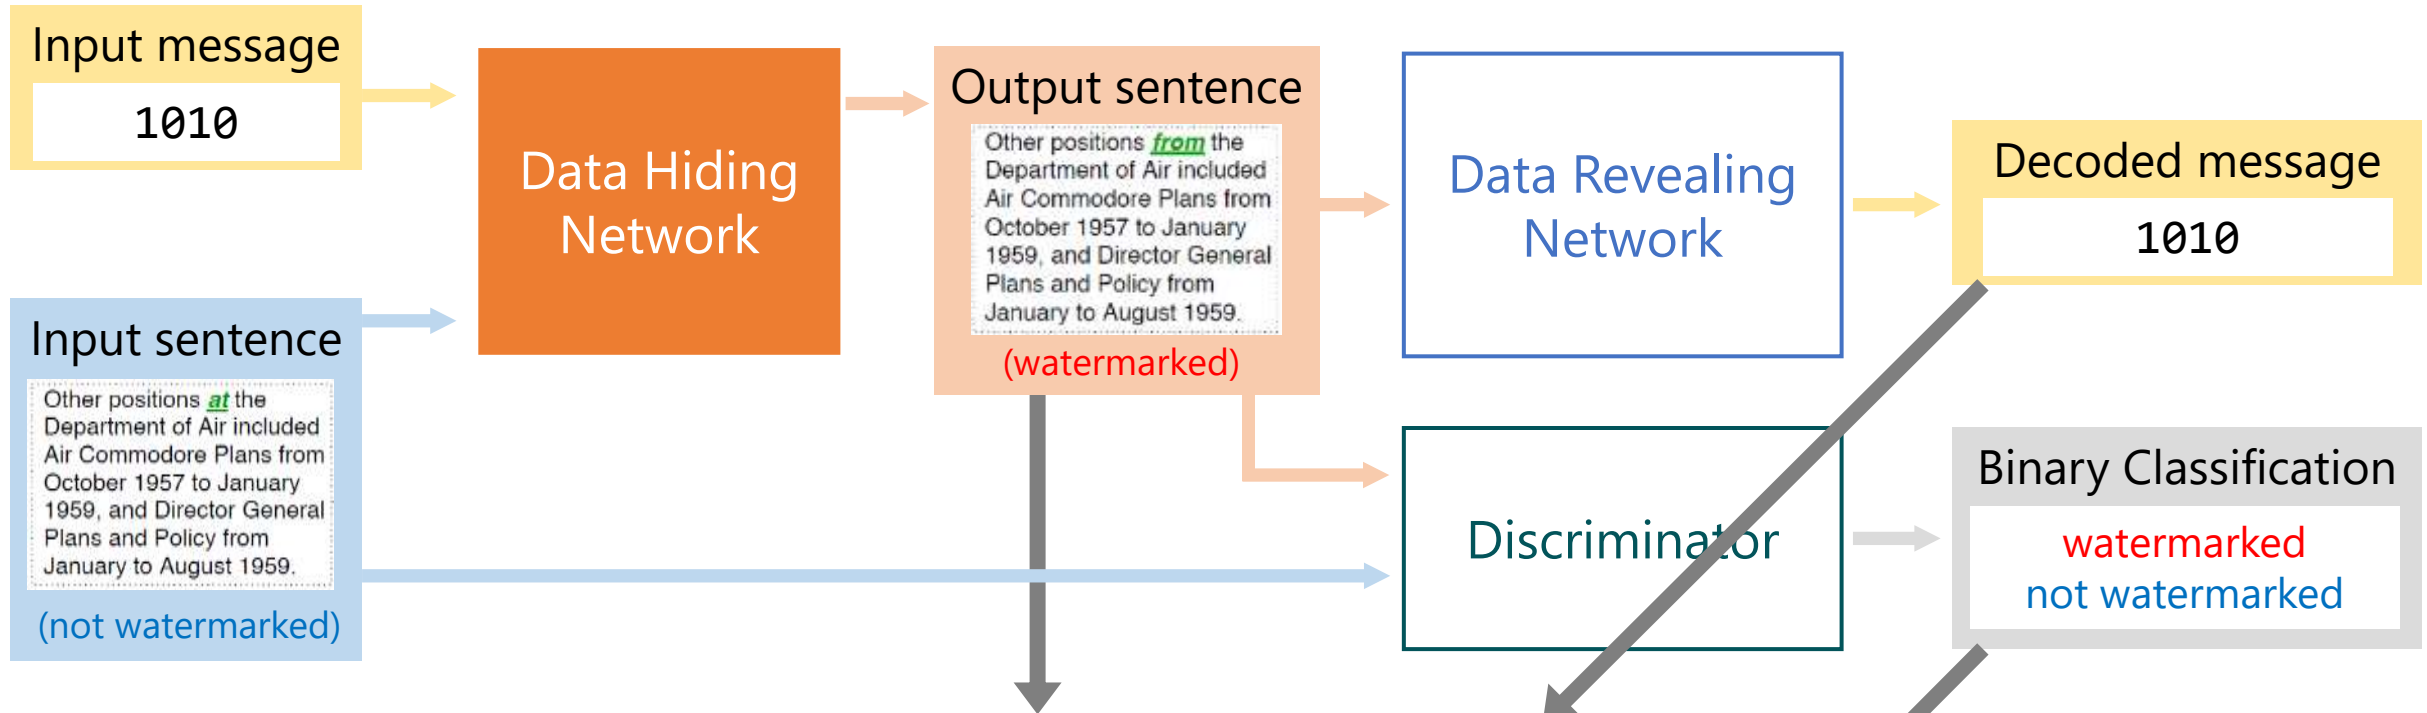 Input message
1010
Input sentence
Other positions at the
Department of Air included
Air Commodore Plans from
October 1957 to January
1959, and Director General
Plans and Policy from
January to August 1959.
(not watermarked)
Data Hiding
Network
Output sentence
Other positions from the
Department of Air included
Air Commodore Plans from
October 1957 to January
1959, and Director General
Plans and Policy from
January to August 1959.
(watermarked)
Data Revealing
Network
Discriminator
Decoded message
1010
Binary Classification
watermarked
not watermarked